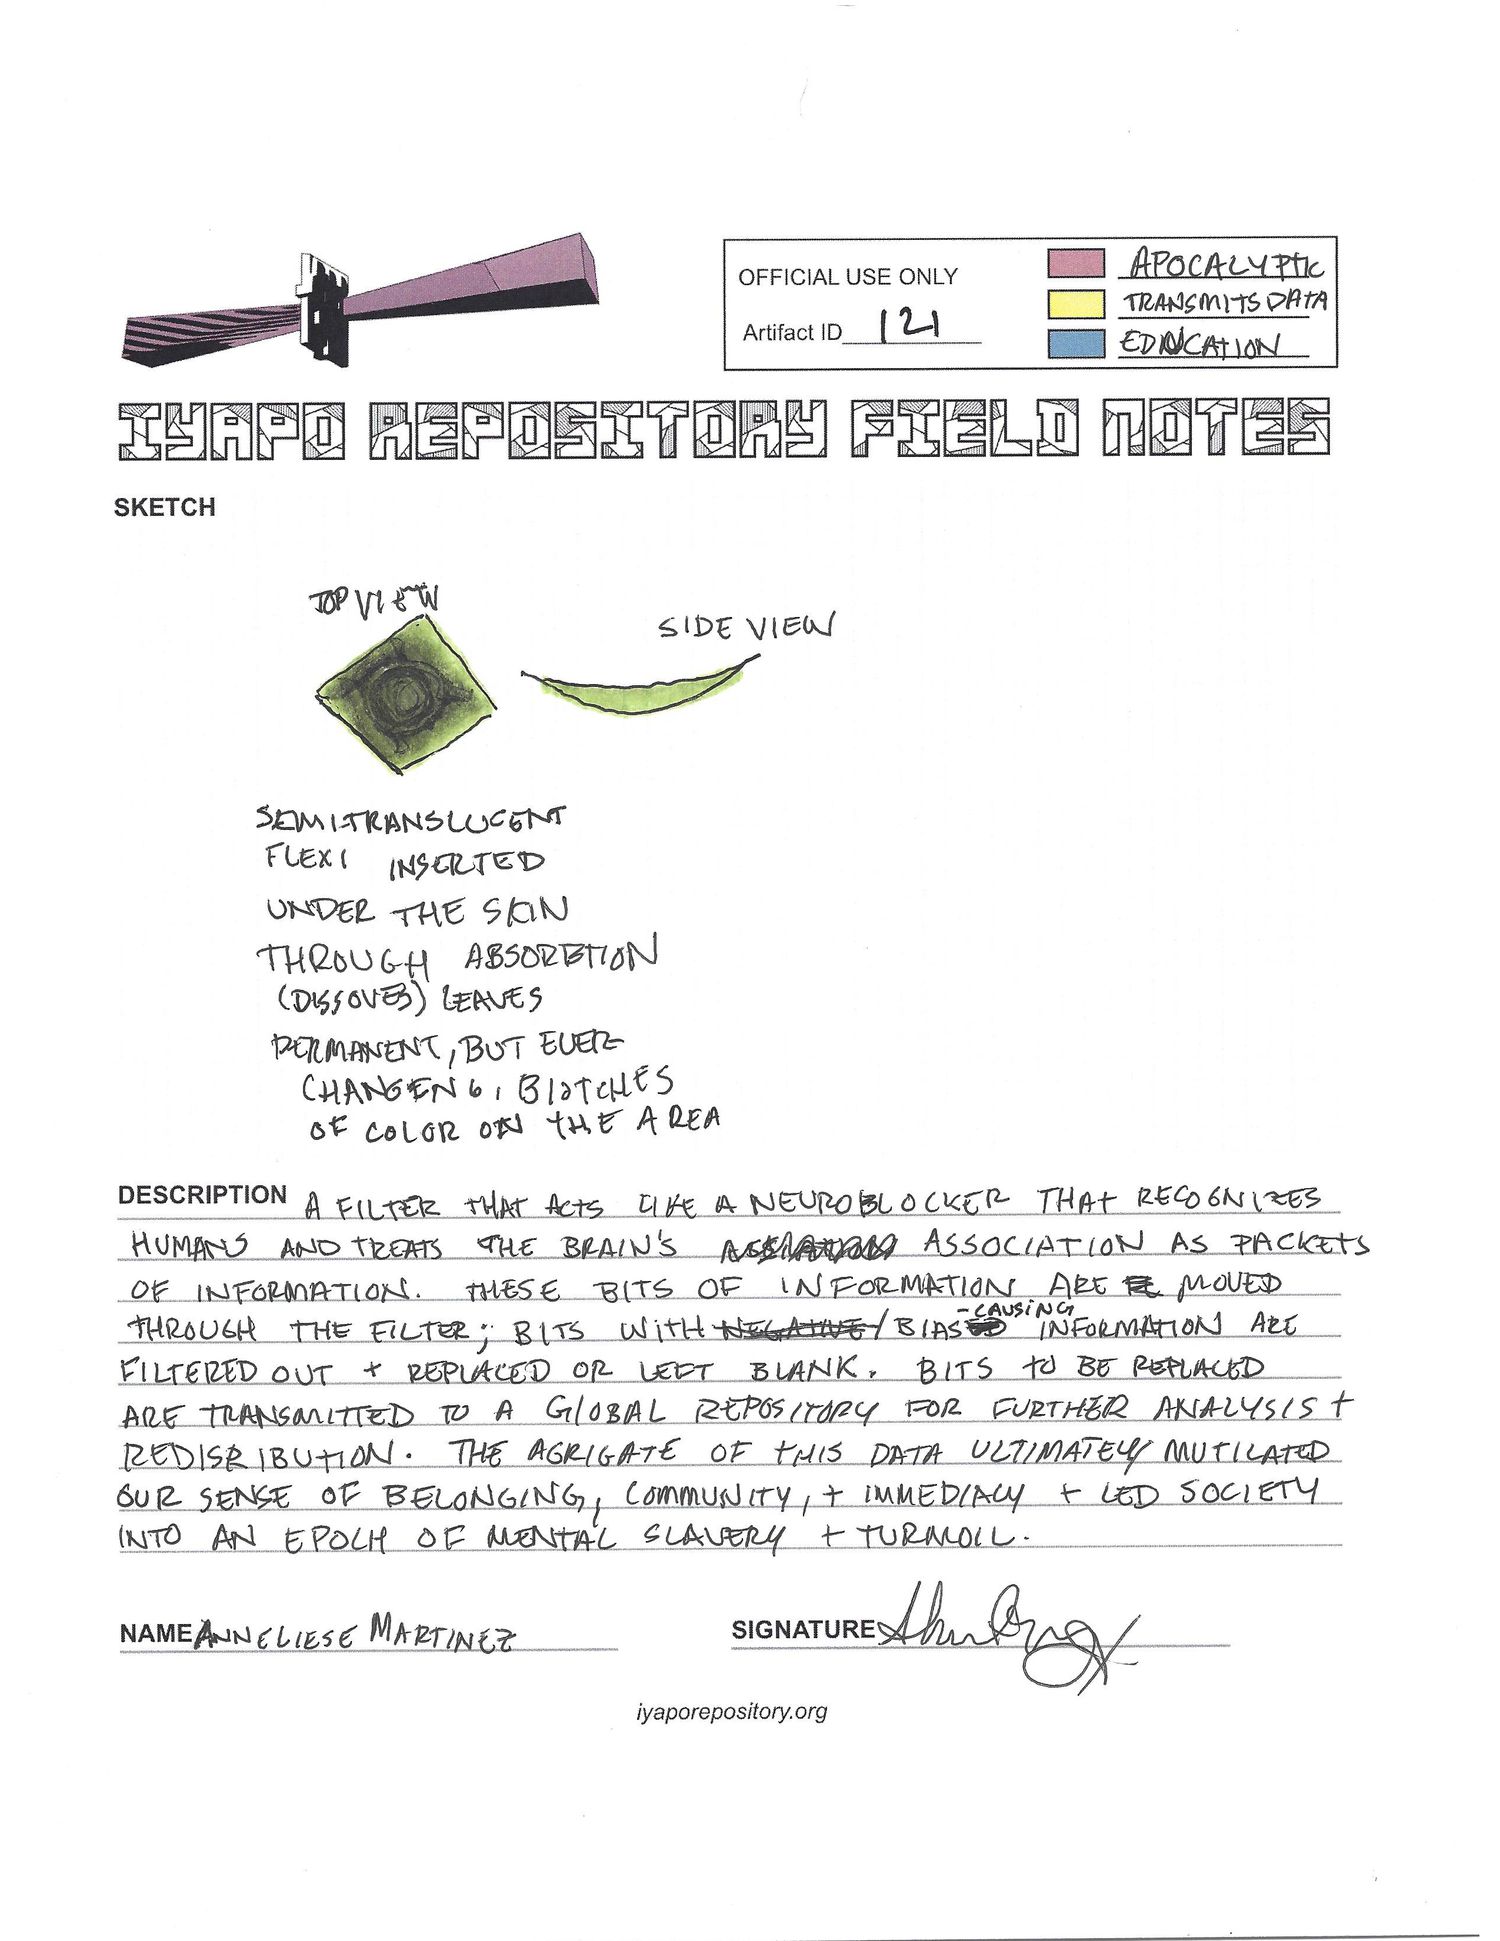 OFFICIAL USE ONLY
Artifact ID 121
APOCALYPTIC
TRANSMITS DATA
EDUCATION
IYAPO REPOSITORY FIELD NOTES
SKETCH
TOP VIEW
SIDE VIEW
SEMITRANSLUCENT
FLEXI INSERTED
UNDER THE SKIN
THROUGH ABSORBTION
(DISSOVES) LEAVES
PERMANENT, BUT EVER
CHANGENG, BLOTCHES
OF COLOR ON THE AREA
DESCRIPTION A FILTER THAT ACTS LIKE A NEUROBLOCKER THAT RECOGNIZES
HUMANS AND TREATS THE BRAIN'S ASSOCIATION AS PACKETS
OF INFORMATION. THESE BITS OF INFORMATION ARE MOVED
THROUGH THE FILTER; BITS WITH NEGATIVE/BIAS-CAUSING INFORMATION ARE
FILTERED OUT + REPLACED OR LEFT BLANK. BITS TO BE REPLACED
ARE TRANSMITTED TO A GLOBAL REPOSITORY FOR FURTHER ANALYSIS +
REDISRIBUTION. THE AGRIGATE OF THIS DATA ULTIMATELY MUTILATED
OUR SENSE OF BELONGING, COMMUNITY, + IMMEDIACY + LED SOCIETY
INTO AN EPOCH OF MENTAL SLAVERY + TURMOIL.
NAME ANNELIESE MARTINEZ
SIGNATURE
iyaporepository.org